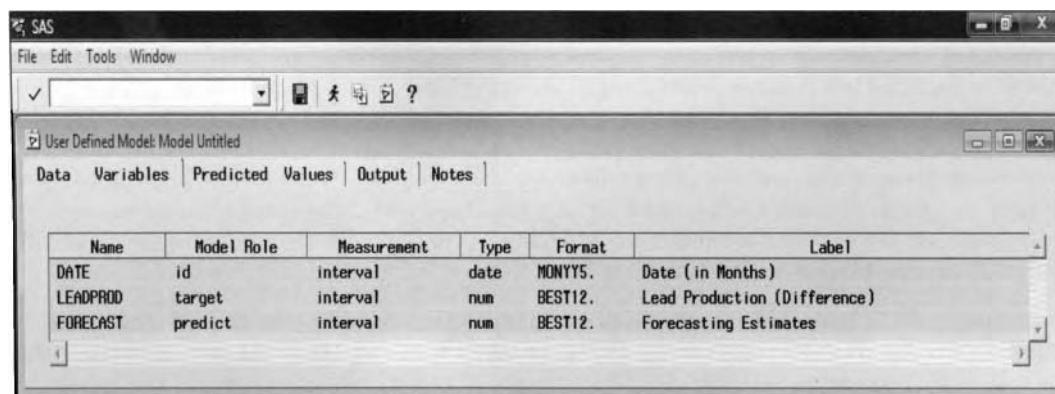 SAS
File Edit Tools Window
?
User Defined Model: Model Untitled
Data Variables Predicted Values Output Notes
Name Model Role Measurement Type Format Label
DATE id interval date MONYY5. Date (in Months)
LEADPROD target interval num BEST12. Lead Production (Difference)
FORECAST predict interval num BEST12. Forecasting Estimates